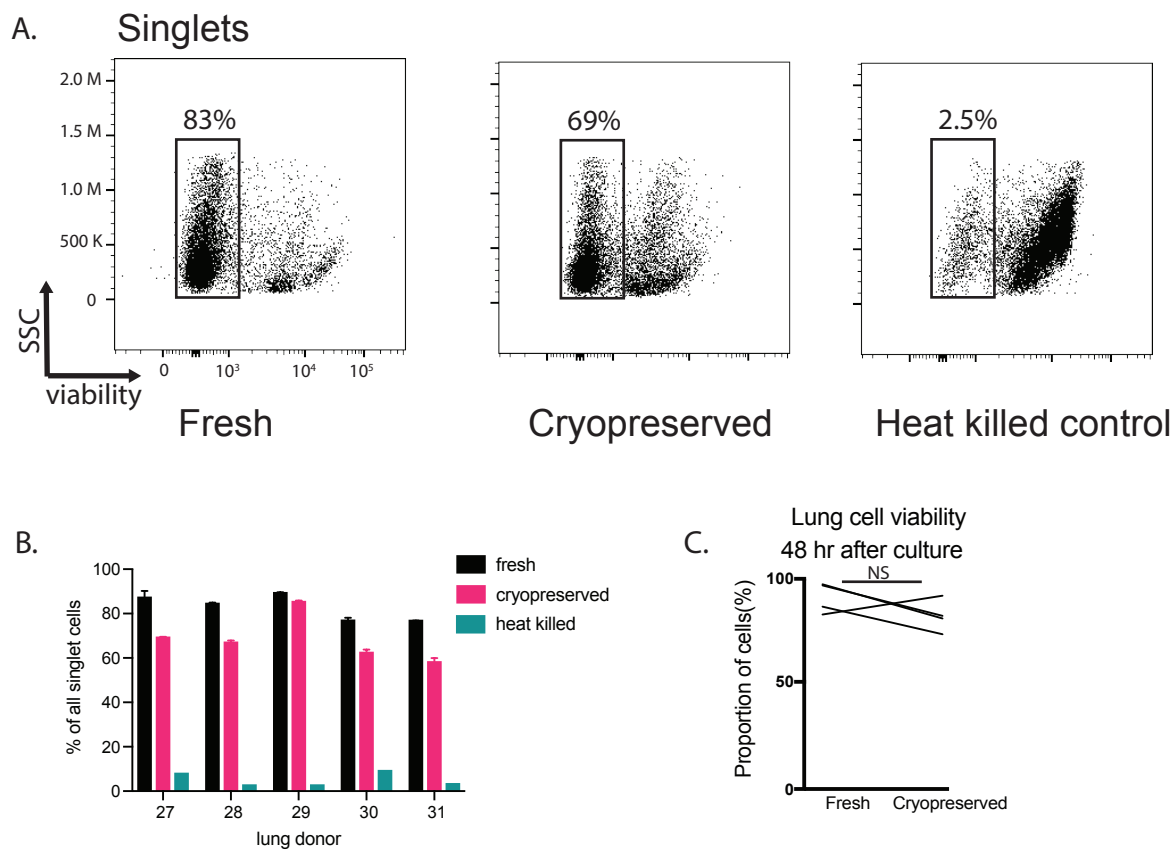 A.
Singlets
2.0 M
1.5 M
1.0 M
500 K
0
83%
69%
2.5%
SSC
viability
0
10³
10⁴
10⁵
Fresh
Cryopreserved
Heat killed control
B.
% of all singlet cells
100
80
60
40
20
0
27
28
29
30
31
lung donor
fresh
cryopreserved
heat killed
C.
Lung cell viability
48 hr after culture
NS
Proportion of cells(%)
100
50
0
Fresh
Cryopreserved